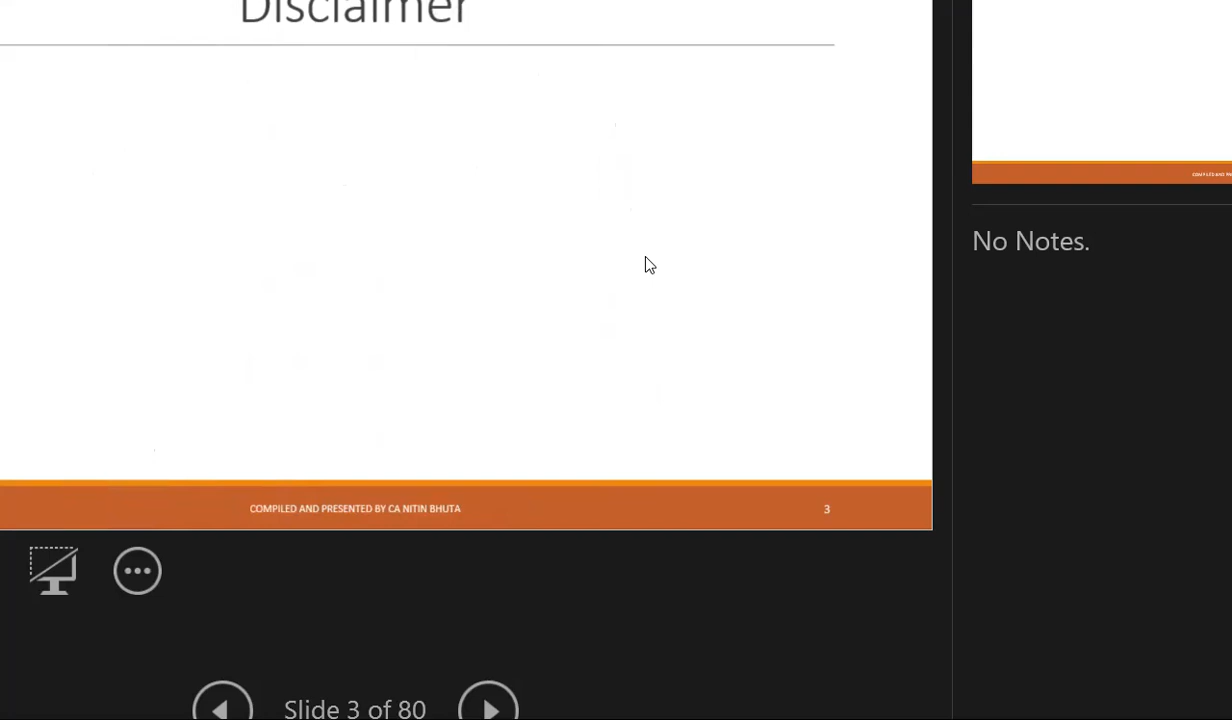 Disclaimer
COMPILED AND PRESENTED BY CA NITIN BHUTA
3
No Notes.
Slide 3 of 80